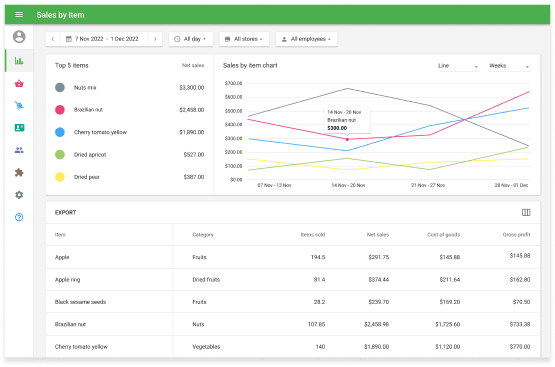 Sales by Item
7 Nov 2022 - 1 Dec 2022
All day
All stores
All employees
Top 5 items Net sales
Nuts mix $3,300.00
Brazilian nut $2,458.00
Cherry tomato yellow $1,890.00
Dried apricot $527.00
Dried pear $387.00
Sales by item chart Line Weeks
$700.00
$600.00
$500.00
$400.00
$300.00
$200.00
$100.00
$0.00
14 Nov - 20 Nov
Brazilian nut
$300.00
07 Nov - 13 Nov 14 Nov - 20 Nov 21 Nov - 27 Nov 28 Nov - 01 Dec
EXPORT
Item Category Items sold Net sales Cost of goods Gross profit
Apple Fruits 194.5 $291.75 $145.88 $145.88
Apple ring Dried fruits 81.4 $374.44 $211.64 $162.80
Black sesame seeds Fruits 28.2 $239.70 $169.20 $70.50
Brazilian nut Nuts 107.85 $2,458.98 $1,725.60 $733.38
Cherry tomato yellow Vegetables 140 $1,890.00 $1,120.00 $770.00